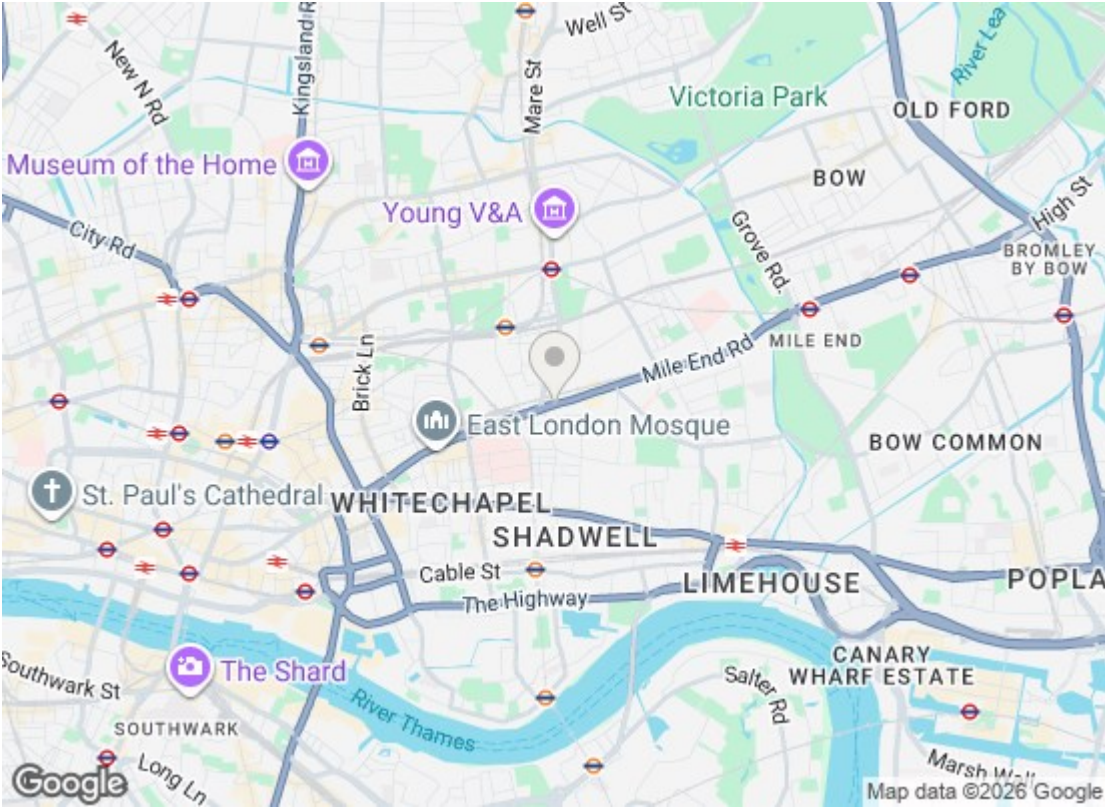 Well St
New N Rd
Kingsland R
Mare St
River Lea
Victoria Park
OLD FORD
Museum of the Home
BOW
Young V&A
High St
City Rd
Grove Rd.
BROMLEY
BY BOW
MILE END
Brick Ln
Mile End Rd
East London Mosque
BOW COMMON
St. Paul's Cathedral
WHITECHAPEL
SHADWELL
Cable St
LIMEHOUSE
POPLA
The Highway
CANARY
WHARF ESTATE
The Shard
Southwark St
Salter Rd
River Thames
SOUTHWARK
Long Ln
Marsh Wall
Google
Map data ©2026 Google